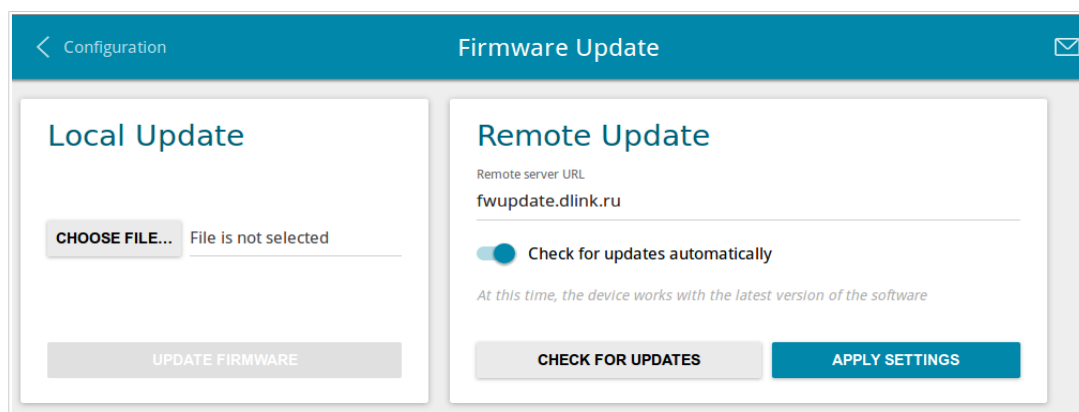 Configuration
Firmware Update
Local Update
CHOOSE FILE... File is not selected
UPDATE FIRMWARE
Remote Update
Remote server URL
fwupdate.dlink.ru
Check for updates automatically
At this time, the device works with the latest version of the software
CHECK FOR UPDATES
APPLY SETTINGS